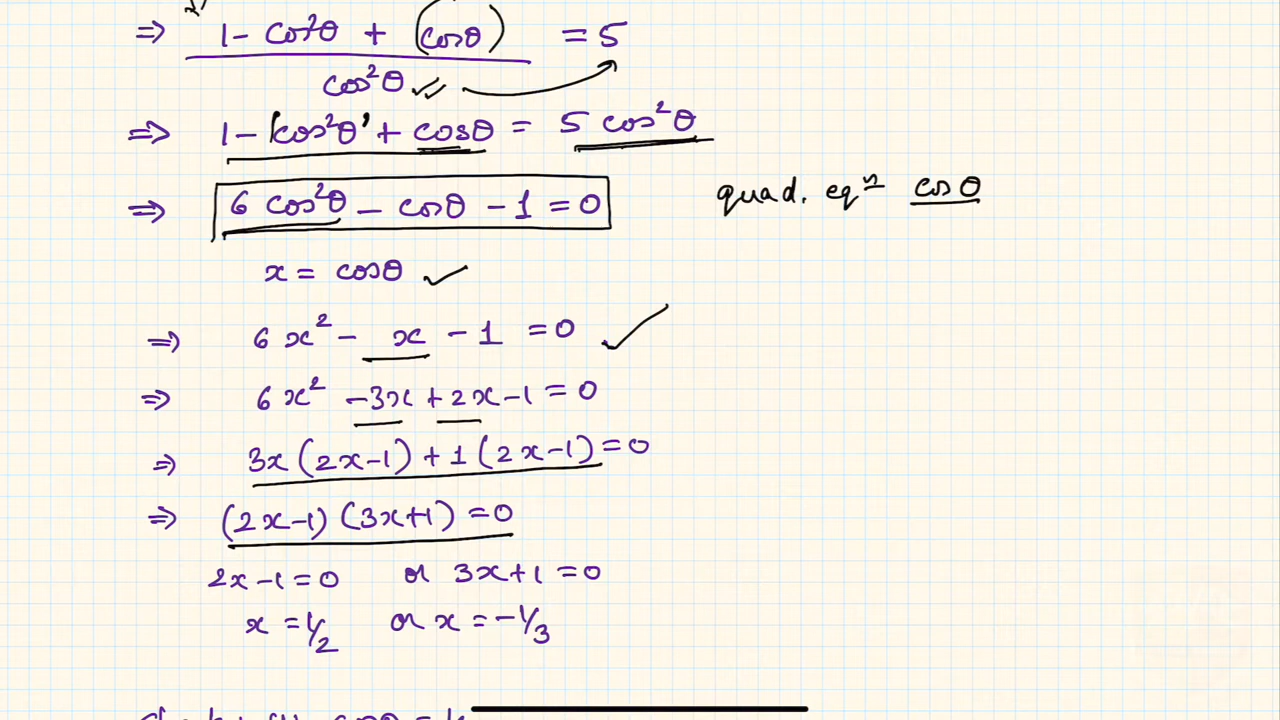 ⇒ 1 - cos²θ + (cosθ) = 5
cos²θ
⇒ 1 - cos²θ + cosθ = 5 cos²θ
quad. eqⁿ cosθ
⇒ 6 cos²θ - cosθ - 1 = 0
x = cosθ
⇒ 6x² - x - 1 = 0
⇒ 6x² - 3x + 2x - 1 = 0
⇒ 3x(2x-1) + 1(2x-1) = 0
⇒ (2x-1)(3x+1) = 0
2x - 1 = 0 or 3x + 1 = 0
x = 1/2 or x = -1/3